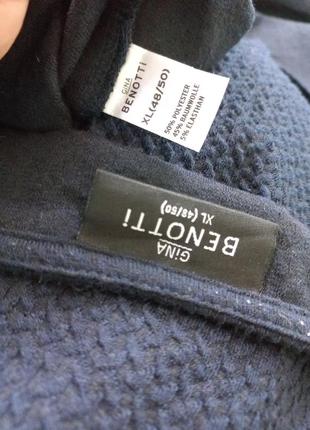 GINA
BENOTTI
XL(48/50)
50% POLYESTER
45% BAUMWOLLE
5% ELASTHAN
GiNA
BENOTTi
XL (48/50)